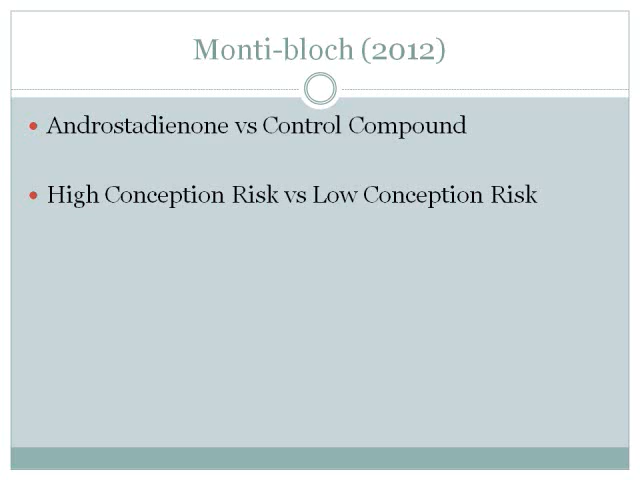 Monti-bloch (2012)
Androstadienone vs Control Compound
High Conception Risk vs Low Conception Risk